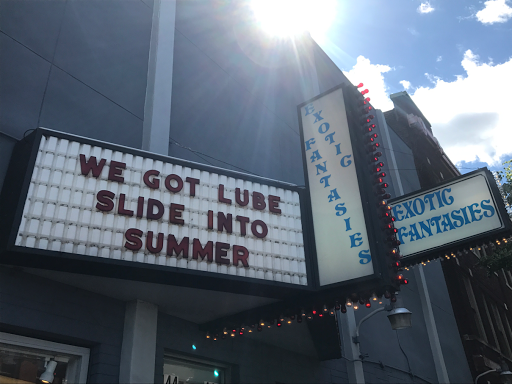 WE GOT LUBE
SLIDE INTO
SUMMER
EXOTIC
FANTASIES
EXOTIC
FANTASIES